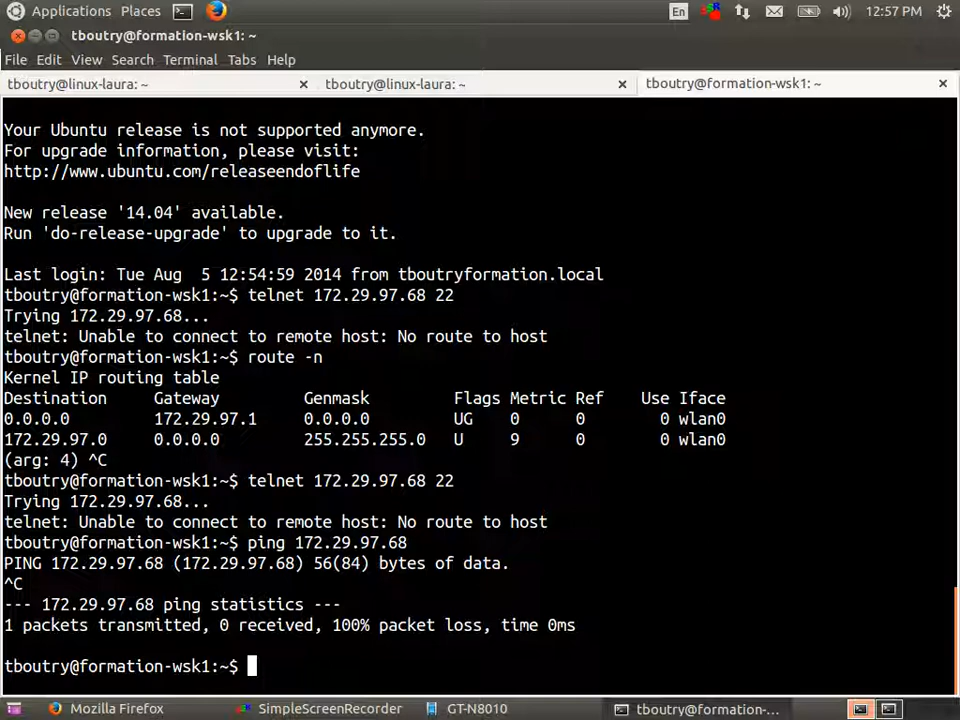 Applications Places En 12:57 PM
tboutry@formation-wsk1: ~
File Edit View Search Terminal Tabs Help
tboutry@linux-laura: ~ tboutry@linux-laura: ~ tboutry@formation-wsk1: ~
Your Ubuntu release is not supported anymore.
For upgrade information, please visit:
http://www.ubuntu.com/releaseendoflife
New release '14.04' available.
Run 'do-release-upgrade' to upgrade to it.
Last login: Tue Aug  5 12:54:59 2014 from tboutryformation.local
tboutry@formation-wsk1:~$ telnet 172.29.97.68 22
Trying 172.29.97.68...
telnet: Unable to connect to remote host: No route to host
tboutry@formation-wsk1:~$ route -n
Kernel IP routing table
Destination     Gateway         Genmask         Flags Metric Ref    Use Iface
0.0.0.0         172.29.97.1     0.0.0.0         UG    0      0        0 wlan0
172.29.97.0     0.0.0.0         255.255.255.0   U     9      0        0 wlan0
(arg: 4) ^C
tboutry@formation-wsk1:~$ telnet 172.29.97.68 22
Trying 172.29.97.68...
telnet: Unable to connect to remote host: No route to host
tboutry@formation-wsk1:~$ ping 172.29.97.68
PING 172.29.97.68 (172.29.97.68) 56(84) bytes of data.
^C
--- 172.29.97.68 ping statistics ---
1 packets transmitted, 0 received, 100% packet loss, time 0ms
tboutry@formation-wsk1:~$
Mozilla Firefox SimpleScreenRecorder GT-N8010 tboutry@formation-...